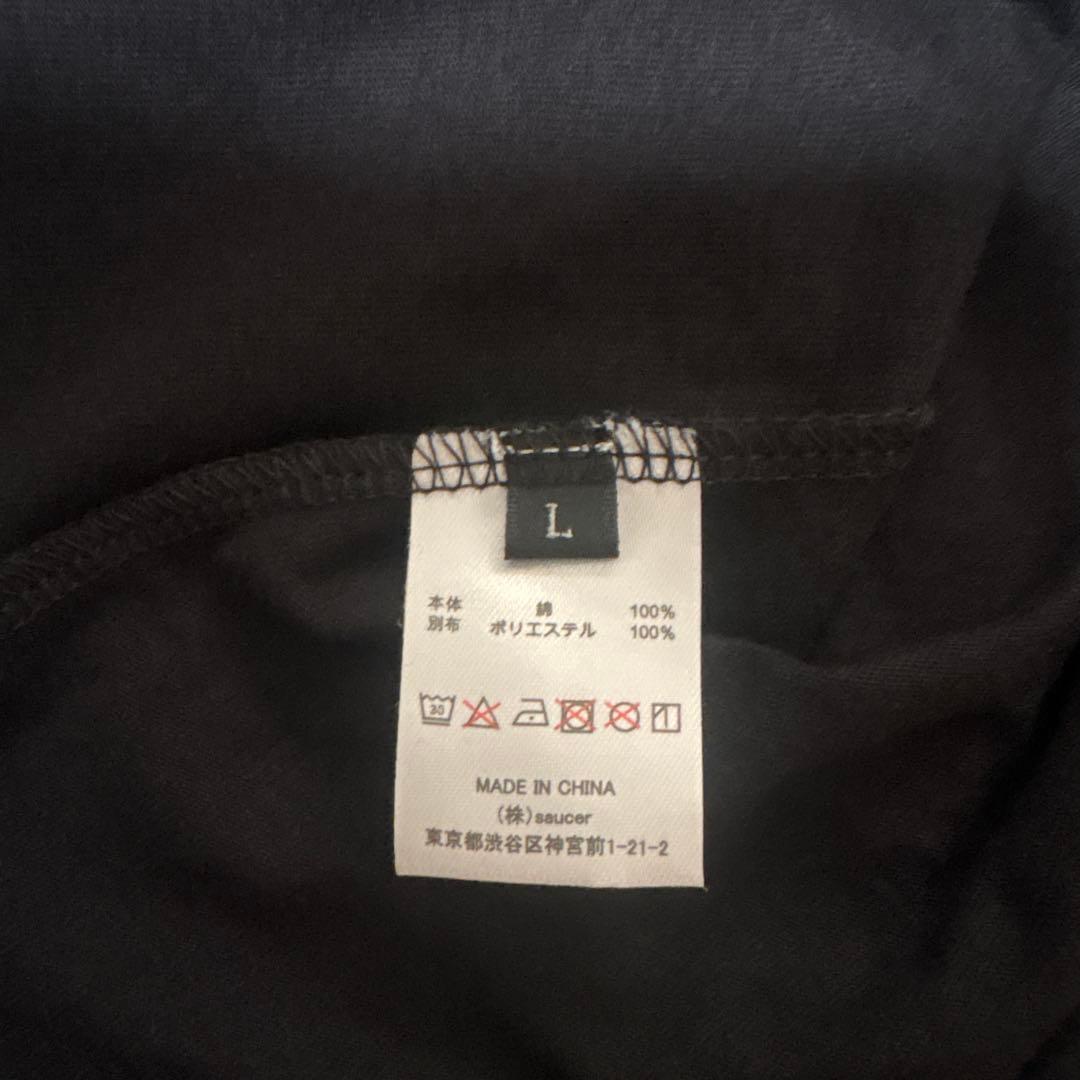 L
本体 綿 100%
別布 ポリエステル 100%
30
MADE IN CHINA
(株)saucer
東京都渋谷区神宮前1-21-2